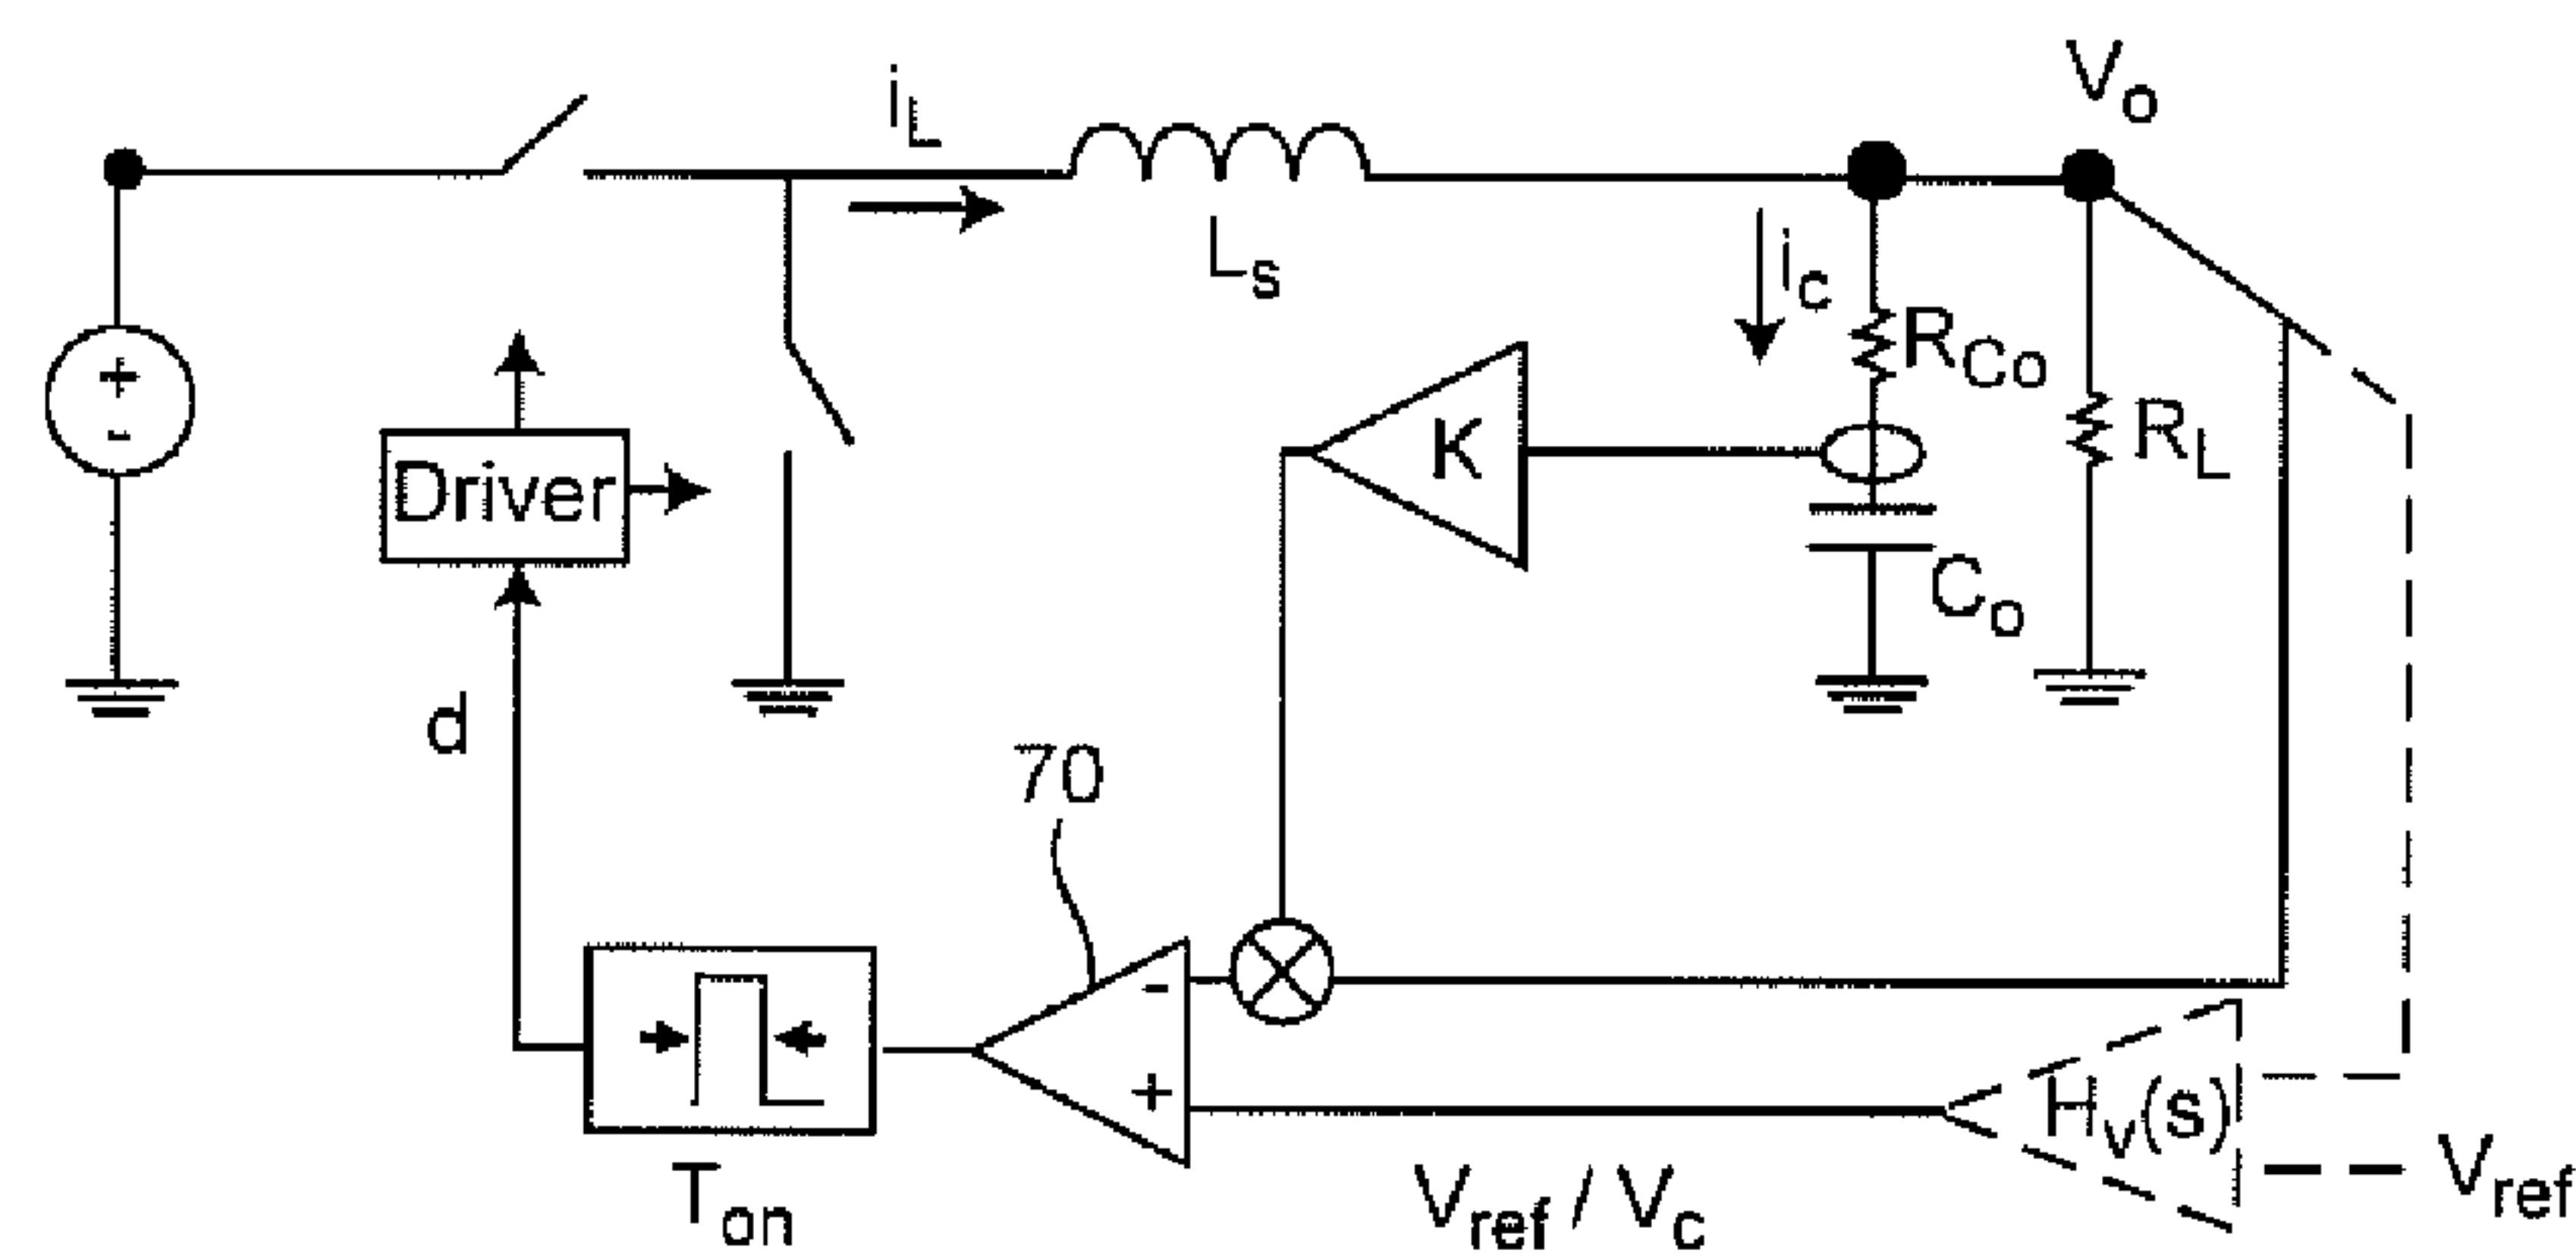 Vo
iL
Ls
ic
RCo
+
-
K
RL
Driver
Co
d
70
-
+
Hv(s)
Ton
Vref / Vc
Vref